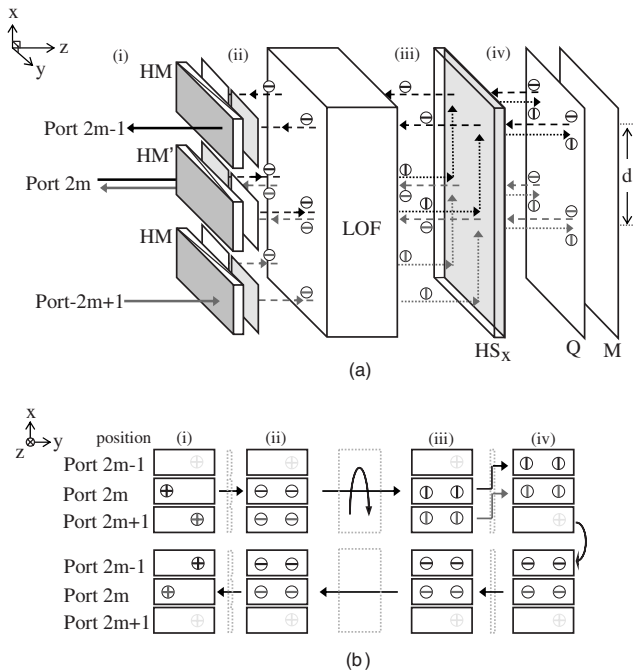 x
z
y
(i)
HM
(ii)
(iii)
(iv)
Port 2m-1
HM'
Port 2m
d
HM
LOF
Port-2m+1
HSx
Q
M
(a)
x
z
y
position
(i)
(ii)
(iii)
(iv)
Port 2m-1
Port 2m
Port 2m+1
Port 2m-1
Port 2m
Port 2m+1
(b)